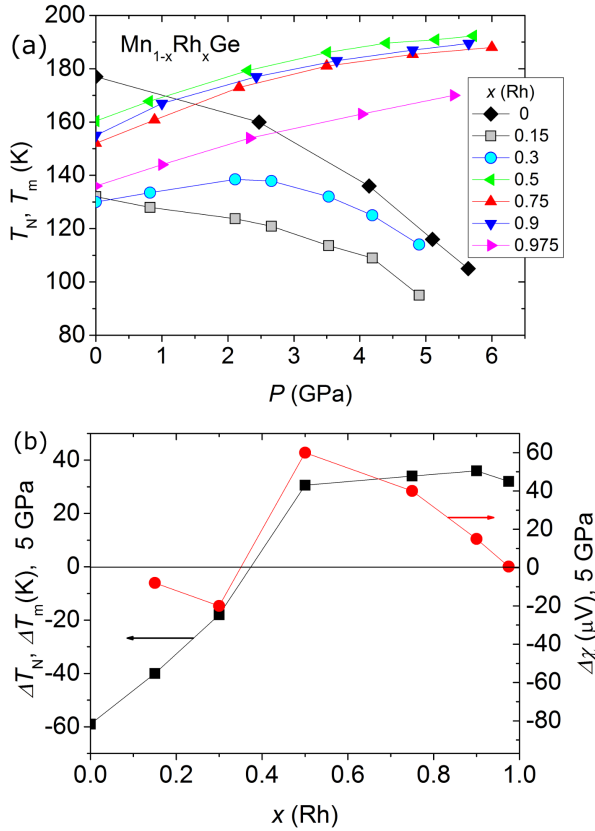 (a)
Mn1-xRhxGe
200
180
160
140
120
100
80
TN, Tm (K)
0 1 2 3 4 5 6
P (GPa)
x (Rh)
0
0.15
0.3
0.5
0.75
0.9
0.975
(b)
40
20
0
-20
-40
-60
ΔTN, ΔTm(K), 5 GPa
60
40
20
0
-20
-40
-60
-80
Δχ (μV), 5 GPa
0.0 0.2 0.4 0.6 0.8 1.0
x (Rh)